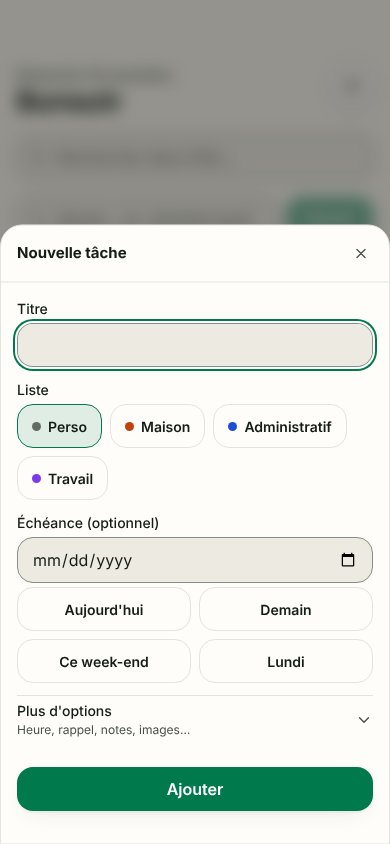 Bonsoir
Nouvelle tâche
Titre
Liste
Perso
Maison
Administratif
Travail
Échéance (optionnel)
mm/dd/yyyy
Aujourd'hui
Demain
Ce week-end
Lundi
Plus d'options
Heure, rappel, notes, images...
Ajouter